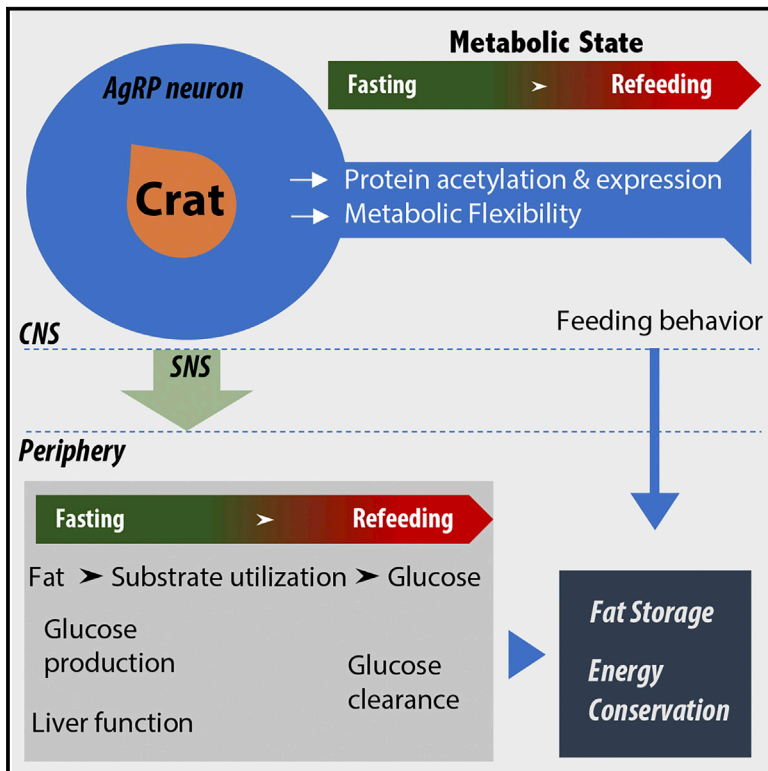 Metabolic State
AgRP neuron
Fasting ➤ Refeeding
Crat
→ Protein acetylation & expression
→ Metabolic Flexibility
Feeding behavior
CNS
SNS
Periphery
Fasting ➤ Refeeding
Fat ➤ Substrate utilization ➤ Glucose
Glucose
production
Glucose
clearance
Liver function
Fat Storage
Energy
Conservation